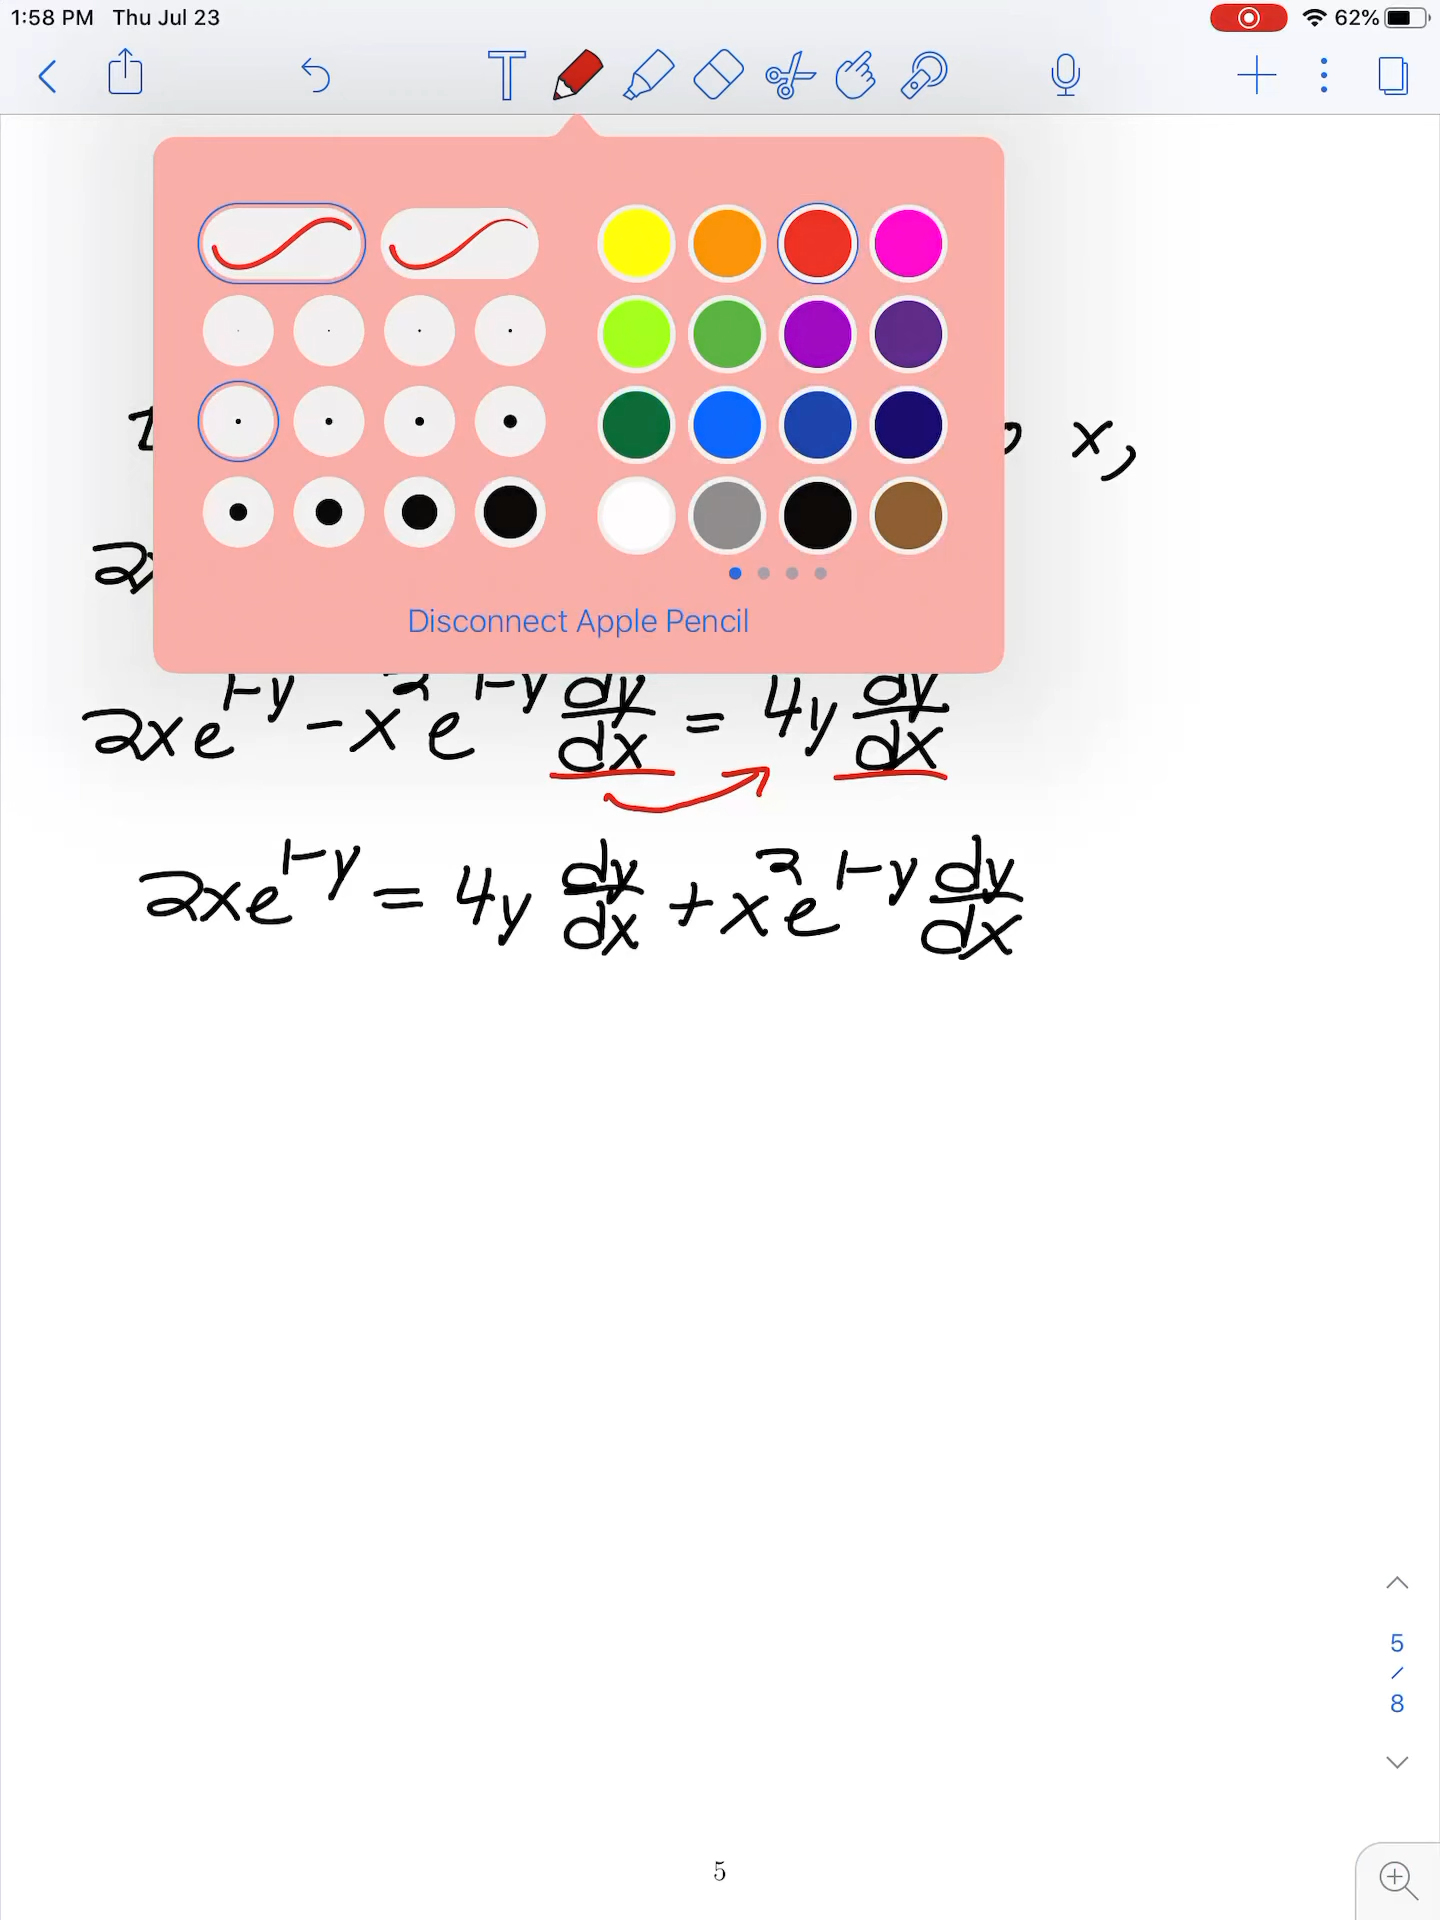 1:58 PM Thu Jul 23 62%
T
x,
Disconnect Apple Pencil
2xe^{1-y} - x^2 e^{1-y} dy/dx = 4y dy/dx
2xe^{1-y} = 4y dy/dx + x^2 e^{1-y} dy/dx
5
/
8
5